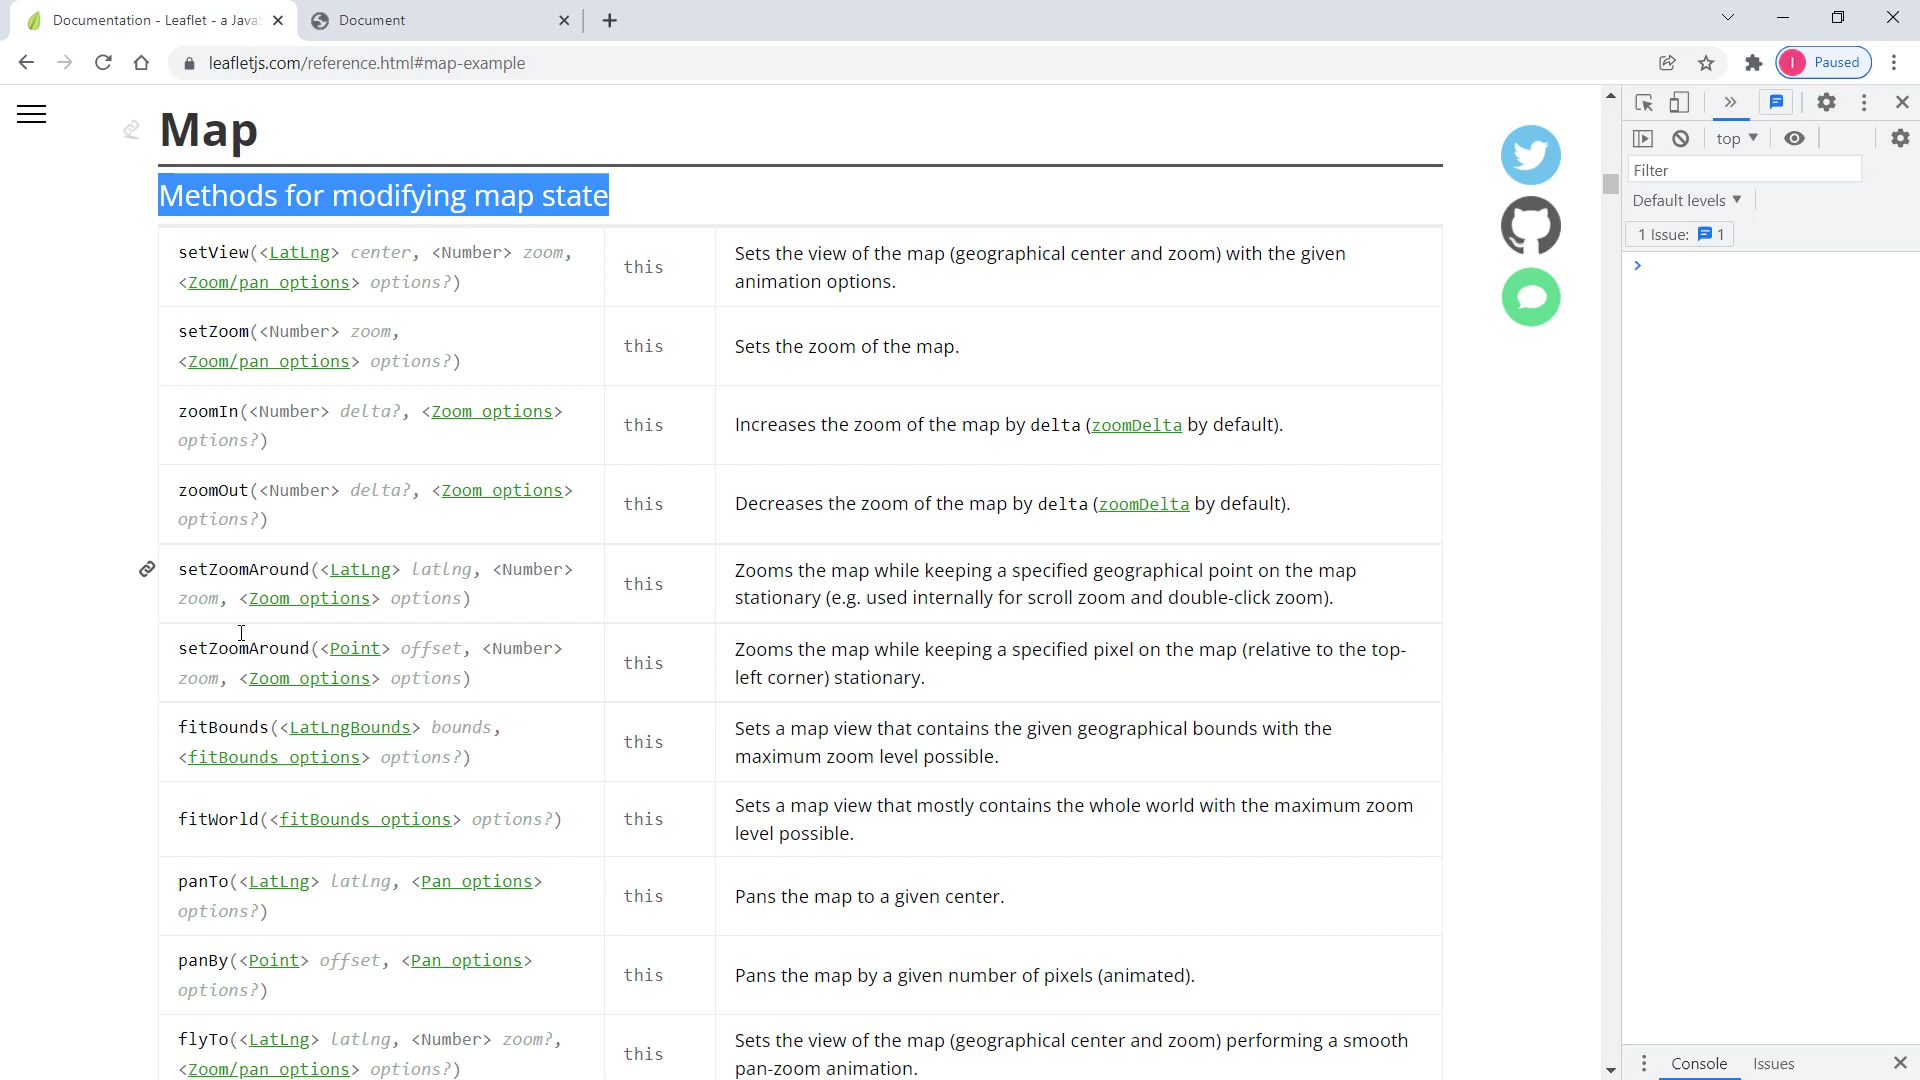 Documentation - Leaflet - a JavaS
Document
leafletjs.com/reference.html#map-example
I Paused
Map
Methods for modifying map state
setView(<LatLng> center, <Number> zoom,
<Zoom/pan options> options?)
this
Sets the view of the map (geographical center and zoom) with the given
animation options.
setZoom(<Number> zoom,
<Zoom/pan options> options?)
this
Sets the zoom of the map.
zoomIn(<Number> delta?, <Zoom options>
options?)
this
Increases the zoom of the map by delta (zoomDelta by default).
zoomOut(<Number> delta?, <Zoom options>
options?)
this
Decreases the zoom of the map by delta (zoomDelta by default).
setZoomAround(<LatLng> latlng, <Number>
zoom, <Zoom options> options)
this
Zooms the map while keeping a specified geographical point on the map
stationary (e.g. used internally for scroll zoom and double-click zoom).
setZoomAround(<Point> offset, <Number>
zoom, <Zoom options> options)
this
Zooms the map while keeping a specified pixel on the map (relative to the top-
left corner) stationary.
fitBounds(<LatLngBounds> bounds,
<fitBounds options> options?)
this
Sets a map view that contains the given geographical bounds with the
maximum zoom level possible.
fitWorld(<fitBounds options> options?)
this
Sets a map view that mostly contains the whole world with the maximum zoom
level possible.
panTo(<LatLng> latlng, <Pan options>
options?)
this
Pans the map to a given center.
panBy(<Point> offset, <Pan options>
options?)
this
Pans the map by a given number of pixels (animated).
flyTo(<LatLng> latlng, <Number> zoom?,
<Zoom/pan options> options?)
this
Sets the view of the map (geographical center and zoom) performing a smooth
pan-zoom animation.
top
Filter
Default levels
1 Issue: 1
Console
Issues